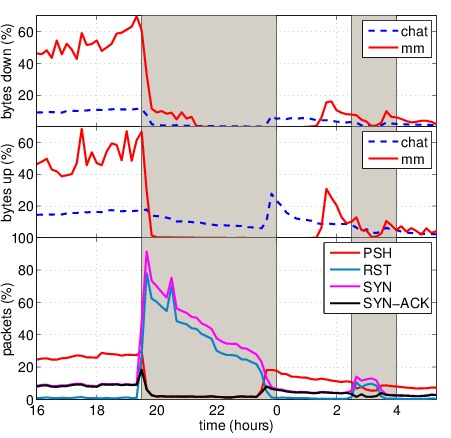 60
40
20
bytes down (%)
chat
mm
60
40
20
bytes up (%)
chat
mm
100
80
60
40
20
0
packets (%)
PSH
RST
SYN
SYN-ACK
16 18 20 22 0 2 4
time (hours)